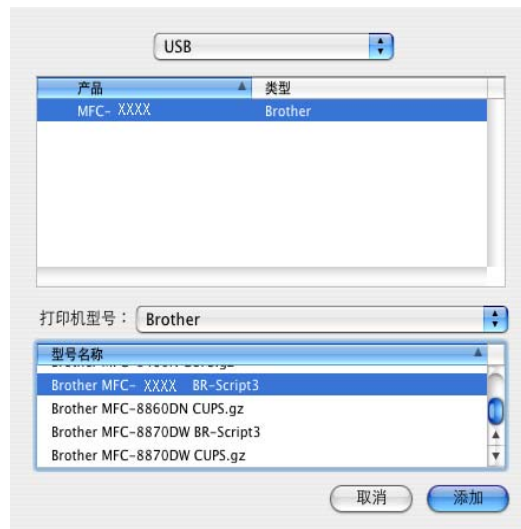 USB
产品 类型
MFC- XXXX Brother
打印机型号： Brother
型号名称
Brother MFC- XXXX BR-Script3
Brother MFC-8860DN CUPS.gz
Brother MFC-8870DW BR-Script3
Brother MFC-8870DW CUPS.gz
取消 添加